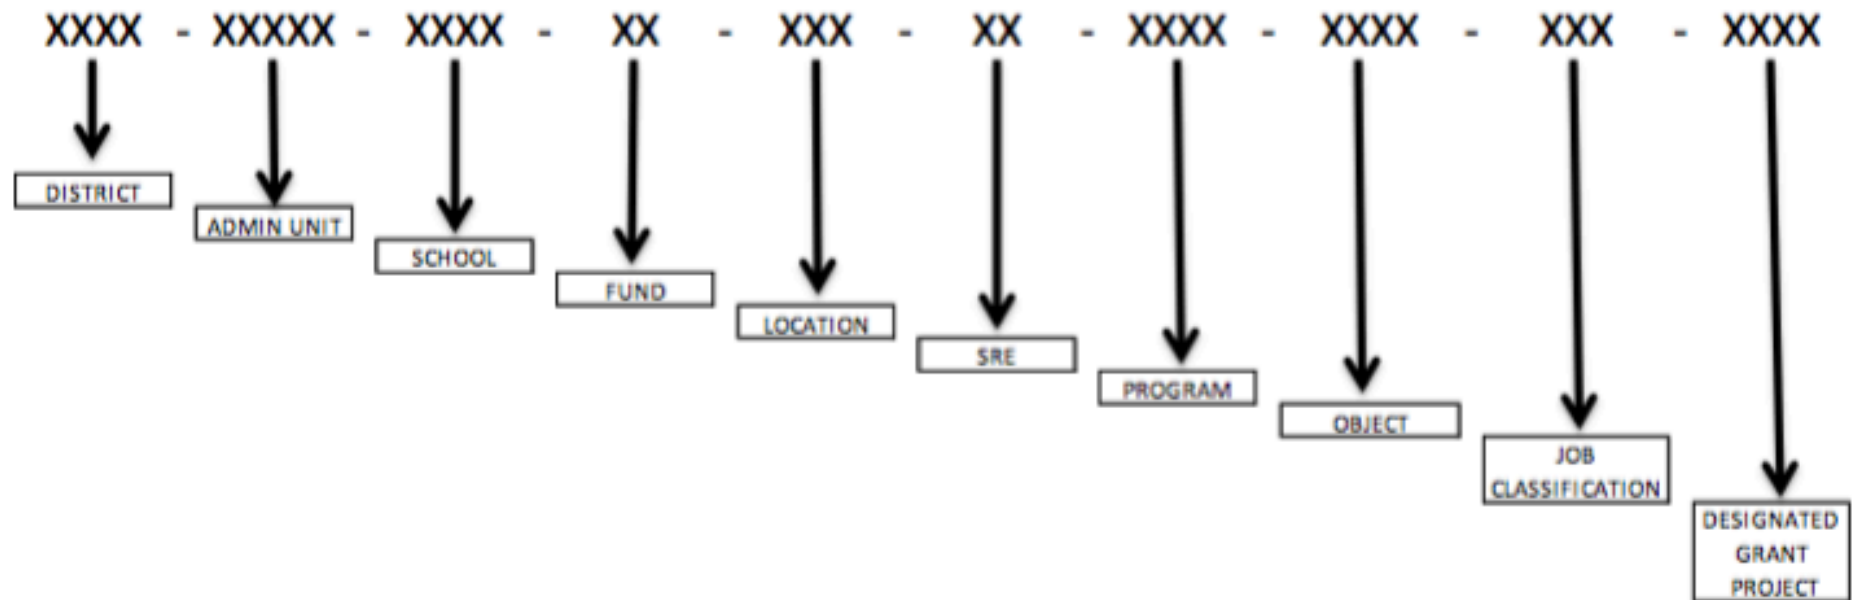 XXXX - XXXXX - XXXX - XX - XXX - XX - XXXX - XXXX - XXX - XXXX
DISTRICT
ADMIN UNIT
SCHOOL
FUND
LOCATION
SRE
PROGRAM
OBJECT
JOB
CLASSIFICATION
DESIGNATED
GRANT
PROJECT